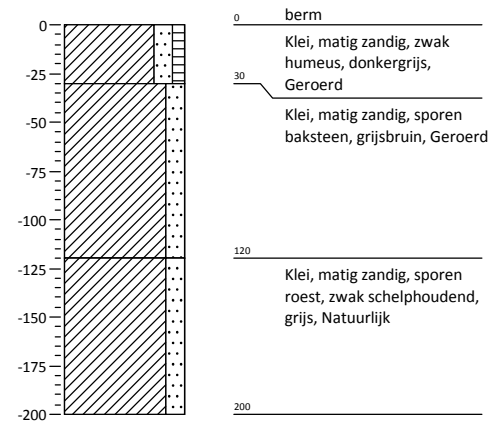 0
-25
-50
-75
-100
-125
-150
-175
-200
0
berm
Klei, matig zandig, zwak
humeus, donkergrijs,
Geroerd
30
Klei, matig zandig, sporen
baksteen, grijsbruin, Geroerd
120
Klei, matig zandig, sporen
roest, zwak schelphoudend,
grijs, Natuurlijk
200